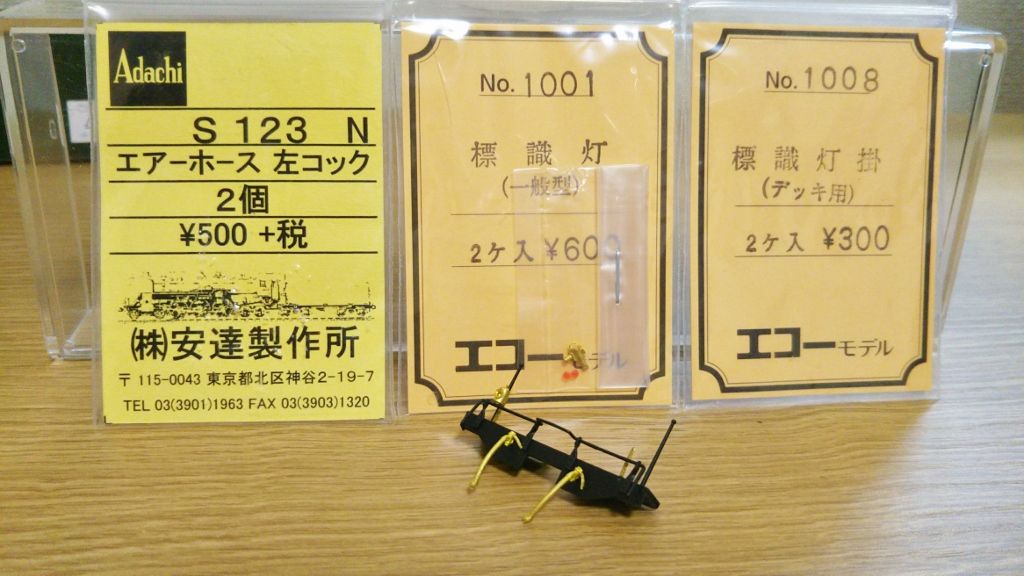 Adachi
S 123 N
エアーホース 左コック
2個
¥500 +税
(株)安達製作所
〒 115-0043 東京都北区神谷2-19-7
TEL 03(3901)1963 FAX 03(3903)1320
No. 1001
標識灯
(一般型)
2ケ入 ¥600
エコーモデル
No. 1008
標識灯掛
(デッキ用)
2ケ入 ¥300
エコーモデル